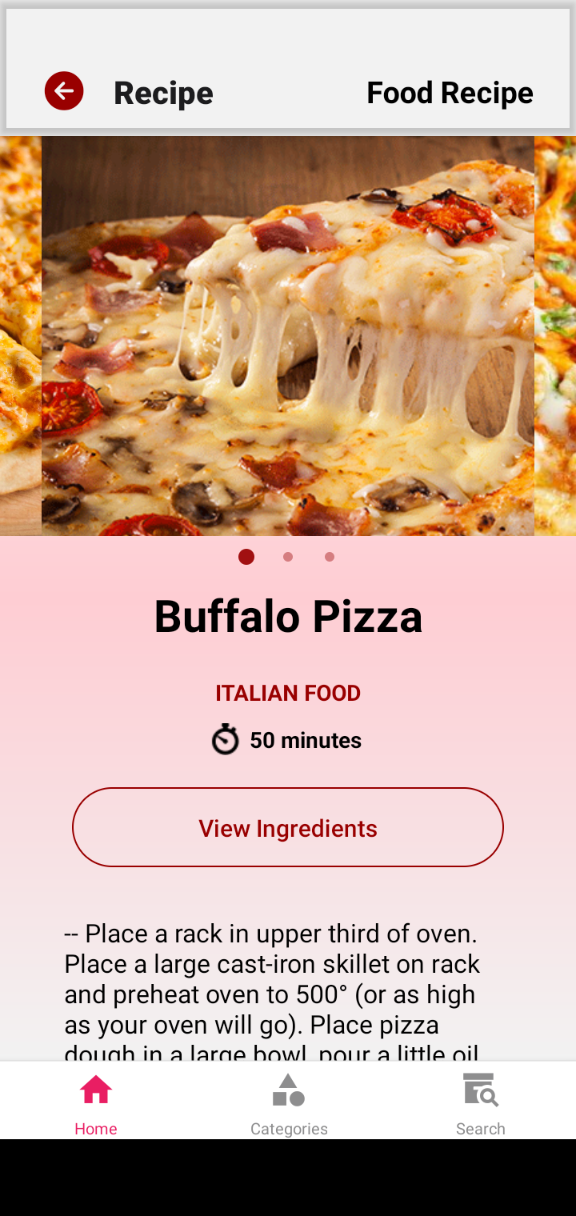 Recipe
Food Recipe
Buffalo Pizza
ITALIAN FOOD
50 minutes
View Ingredients
-- Place a rack in upper third of oven.
Place a large cast-iron skillet on rack
and preheat oven to 500° (or as high
as your oven will go). Place pizza
dough in a large bowl, pour a little oil
Home
Categories
Search